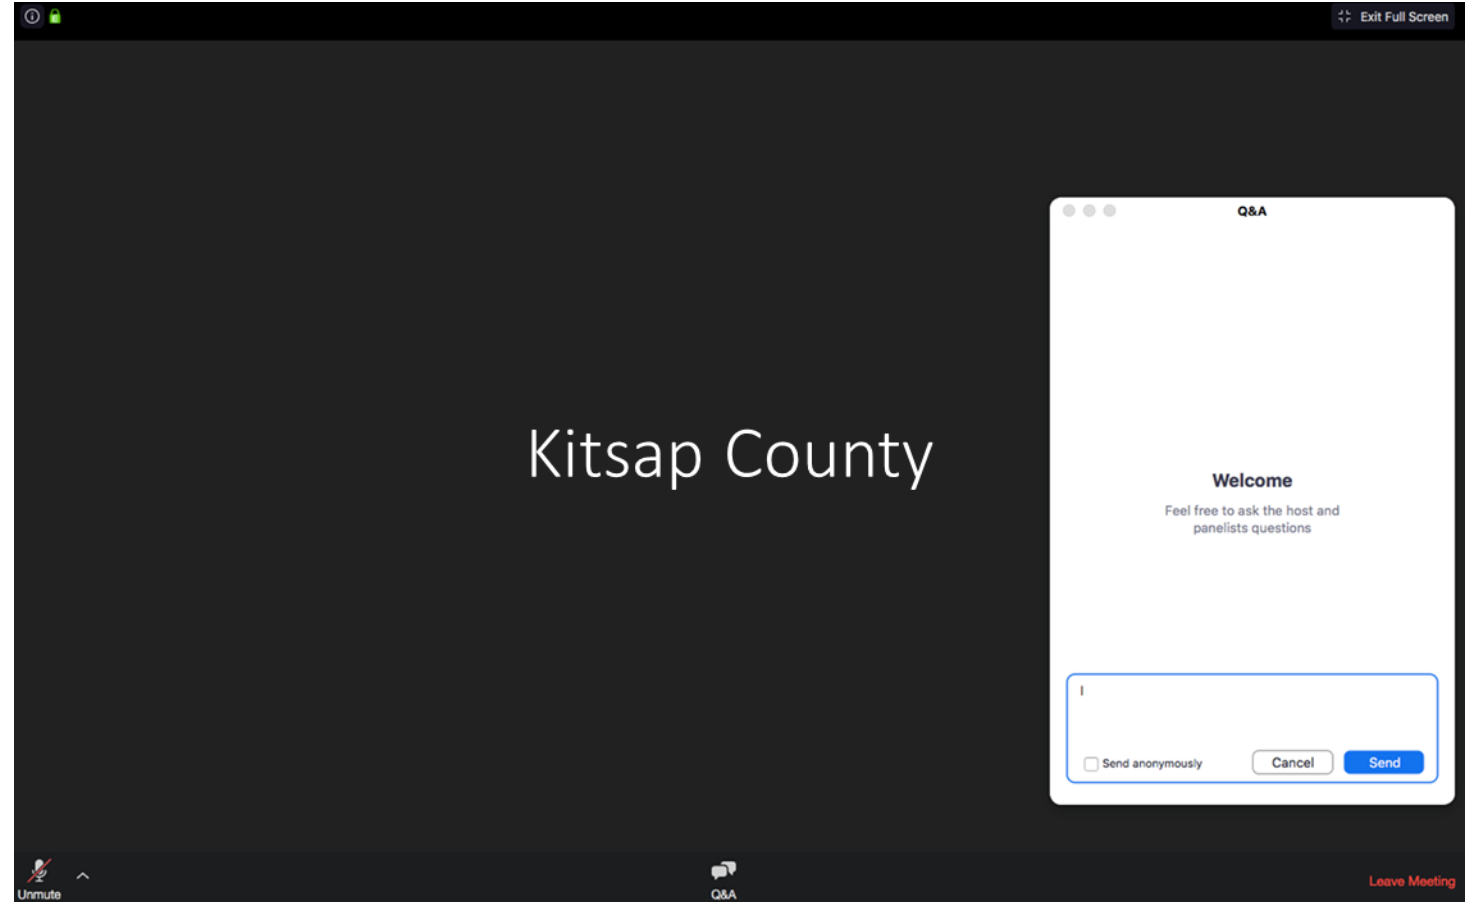 Exit Full Screen
Q&A
Kitsap County
Welcome
Feel free to ask the host and
panelists questions
Send anonymously
Cancel
Send
Unmute
Q&A
Leave Meeting